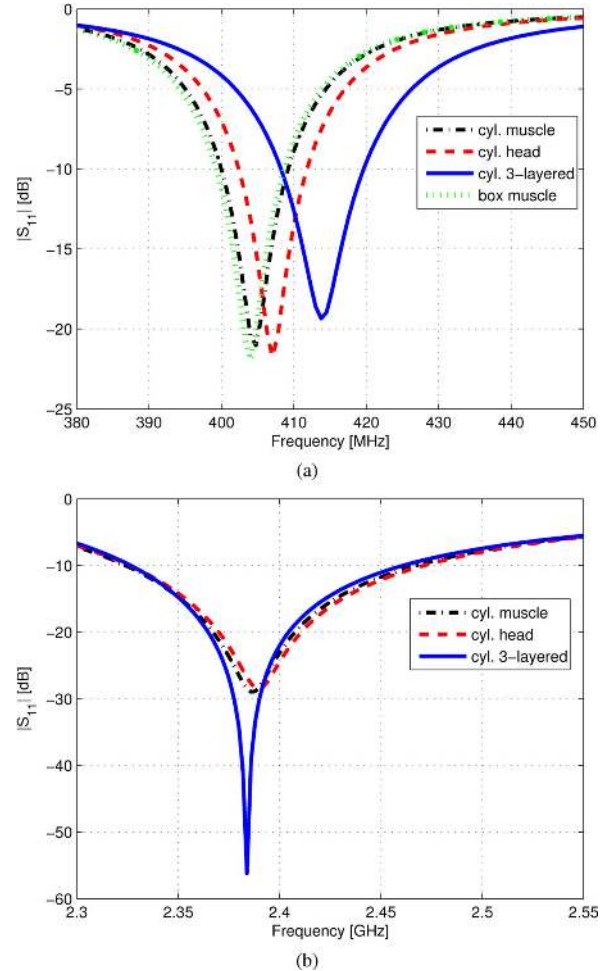 0
-5
-10
-15
-20
-25
|S11| [dB]
cyl. muscle
cyl. head
cyl. 3-layered
box muscle
380 390 400 410 420 430 440 450
Frequency [MHz]
(a)
0
-10
-20
-30
-40
-50
-60
|S11| [dB]
cyl. muscle
cyl. head
cyl. 3-layered
2.3 2.35 2.4 2.45 2.5 2.55
Frequency [GHz]
(b)